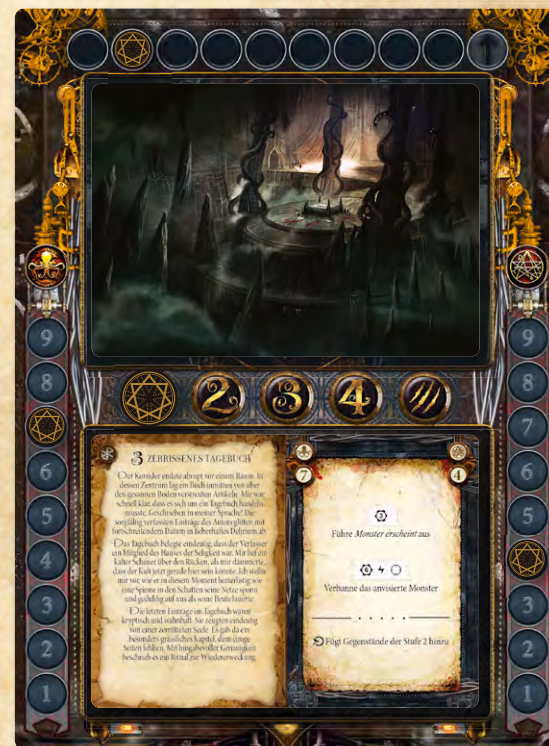 9
8
6
5
4
3
2
1
9
8
7
6
5
3
2
1
2 3 4
3 ZERRISSENES TAGEBUCH
Der Korridor endete abrupt vor einem Raum. In
dessen Zentrum lag ein Buch inmitten von über
den gesamten Boden verstreuten Artikeln. Mir war
schnell klar, dass es sich um ein Tagebuch handeln
musste. Geschrieben in meiner Sprache! Die
sorgfältig verfassten Einträge des Autors glitten mit
fortschreitendem Datum in fieberhaftes Delirium ab.
Das Tagebuch belegte eindeutig, dass der Verfasser
ein Mitglied des Hauses der Seligkeit war. Mir lief ein
kalter Schauer über den Rücken, als mir dämmerte,
dass der Kult jetzt gerade hier sein könnte. Ich stellte
mir vor, wie er in diesem Moment hinterlistig wie
eine Spinne in den Schatten seine Netze sponn
und geduldig auf uns als seine Beute lauerte.
Die letzten Einträge im Tagebuch waren
kryptisch und wahnhaft. Sie zeugten eindeutig
von einer zerrütteten Seele. Es gab da ein
besonders grässliches Kapitel, dem einige
Seiten fehlten. Mit hingebungsvoller Genauigkeit
beschrieb es ein Ritual zur Wiedererweckung.
7
4
3
Führe Monster erscheint aus
6
Verbanne das anvisierte Monster
Fügt Gegenstände der Stufe 2 hinzu